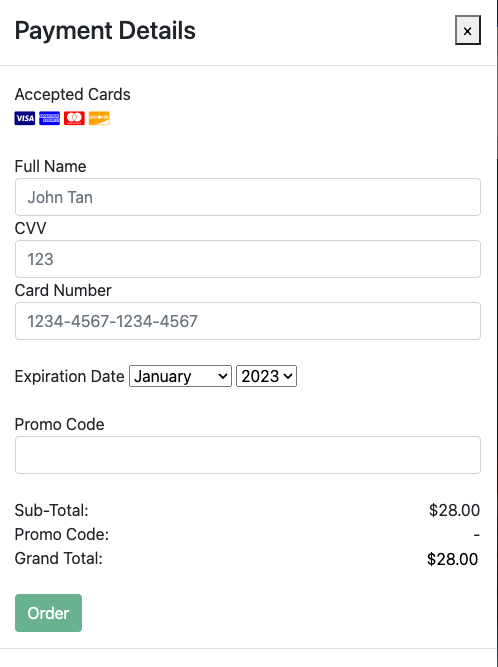 Payment Details ×
Accepted Cards
VISA DISCOVER
Full Name
John Tan
CVV
123
Card Number
1234-4567-1234-4567
Expiration Date January 2023
Promo Code
Sub-Total: $28.00
Promo Code: -
Grand Total: $28.00
Order